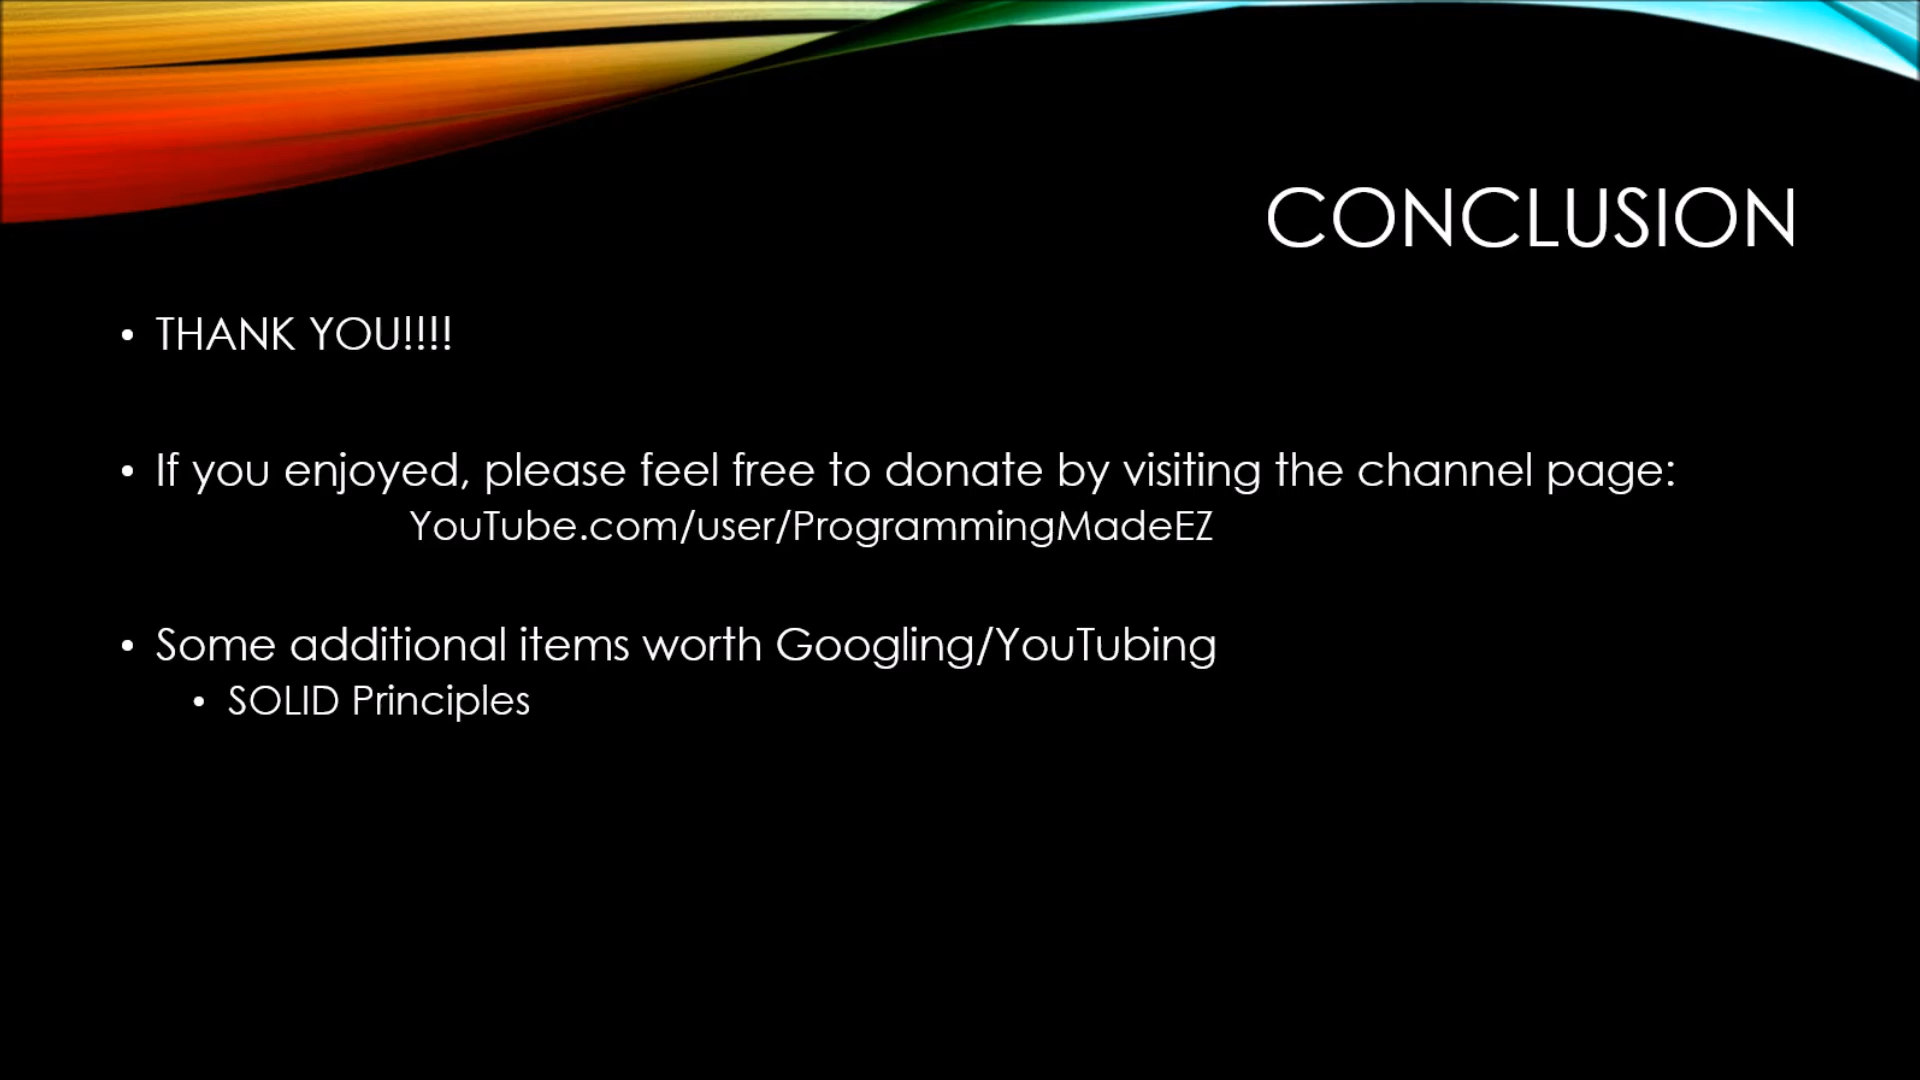 CONCLUSION
• THANK YOU!!!!
• If you enjoyed, please feel free to donate by visiting the channel page:
YouTube.com/user/ProgrammingMadeEZ
• Some additional items worth Googling/YouTubing
• SOLID Principles